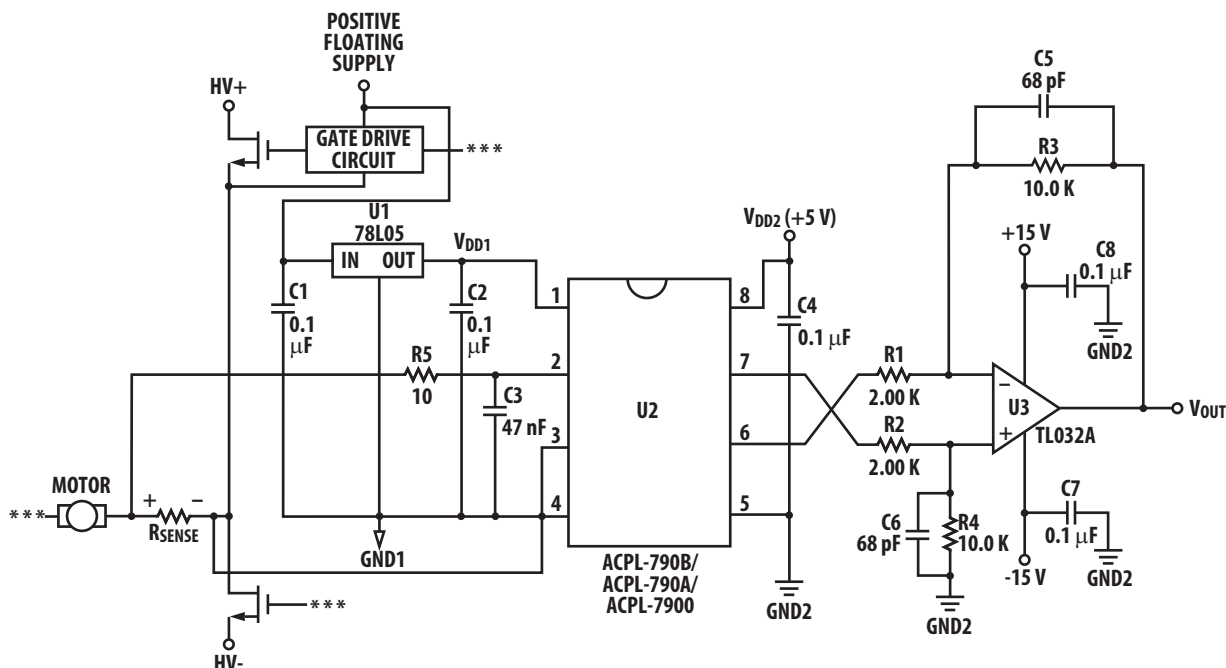 POSITIVE
FLOATING
SUPPLY
HV+
GATE DRIVE
CIRCUIT
***
U1
78L05
IN OUT
VDD1
C1
0.1
μF
C2
0.1
μF
R5
10
C3
47 nF
MOTOR
***
+ −
RSENSE
GND1
***
HV-
1
2
3
4
U2
8
7
6
5
ACPL-790B/
ACPL-790A/
ACPL-7900
VDD2 (+5 V)
C4
0.1 μF
GND2
R1
2.00 K
R2
2.00 K
C5
68 pF
R3
10.0 K
+15 V
C8
0.1 μF
GND2
−
+
U3
TL032A
VOUT
C6
68 pF
R4
10.0 K
GND2
C7
0.1 μF
-15 V
GND2